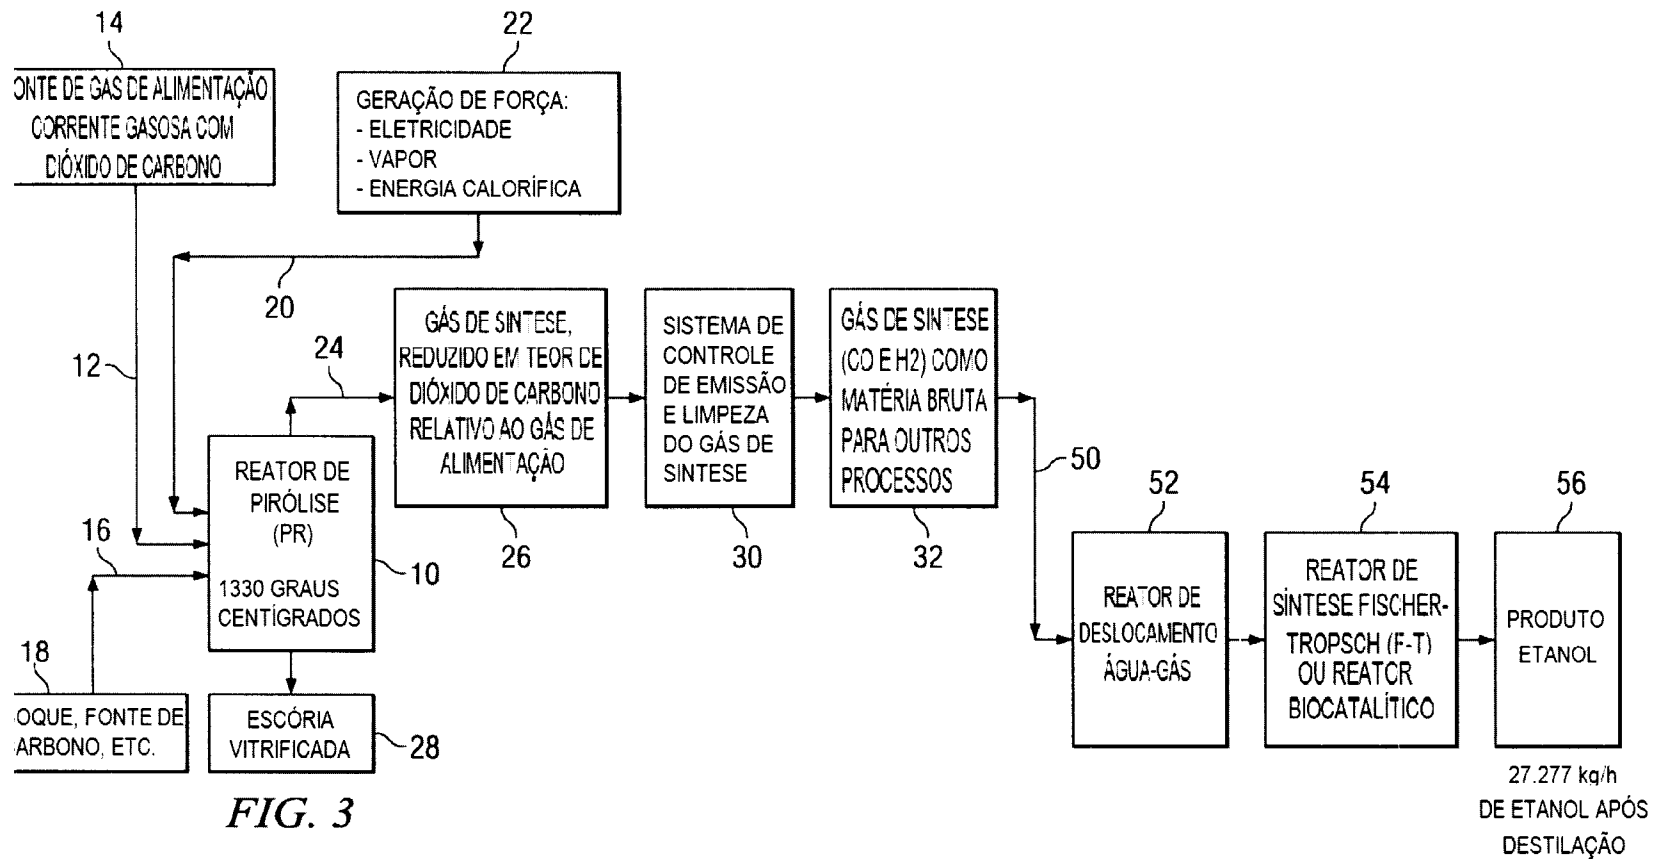 14
ONTE DE GAS DE ALIMENTAÇÃO
CORRENTE GASOSA COM
DIÓXIDO DE CARBONO
22
GERAÇÃO DE FORÇA:
- ELETRICIDADE
- VAPOR
- ENERGIA CALORÍFICA
20
12
24
GÁS DE SINTESE,
REDUZIDO EM TEOR DE
DIÓXIDO DE CARBONO
RELATIVO AO GÁS DE
ALIMENTAÇÃO
26
SISTEMA DE
CONTROLE
DE EMISSÃO
E LIMPEZA
DO GÁS DE
SINTESE
30
GÁS DE SINTESE
(CO E H2) COMO
MATÉRIA BRUTA
PARA OUTROS
PROCESSOS
32
50
REATOR DE
PIRÓLISE
(PR)
1330 GRAUS
CENTÍGRADOS
10
16
18
OQUE, FONTE DE
ARBONO, ETC.
ESCÓRIA
VITRIFICADA
28
52
REATOR DE
DESLOCAMENTO
ÁGUA-GÁS
54
REATOR DE
SÍNTESE FISCHER-
TROPSCH (F-T)
OU REATOR
BIOCATALÍTICO
56
PRODUTO
ETANOL
27.277 kg/h
DE ETANOL APÓS
DESTILAÇÃO
FIG. 3